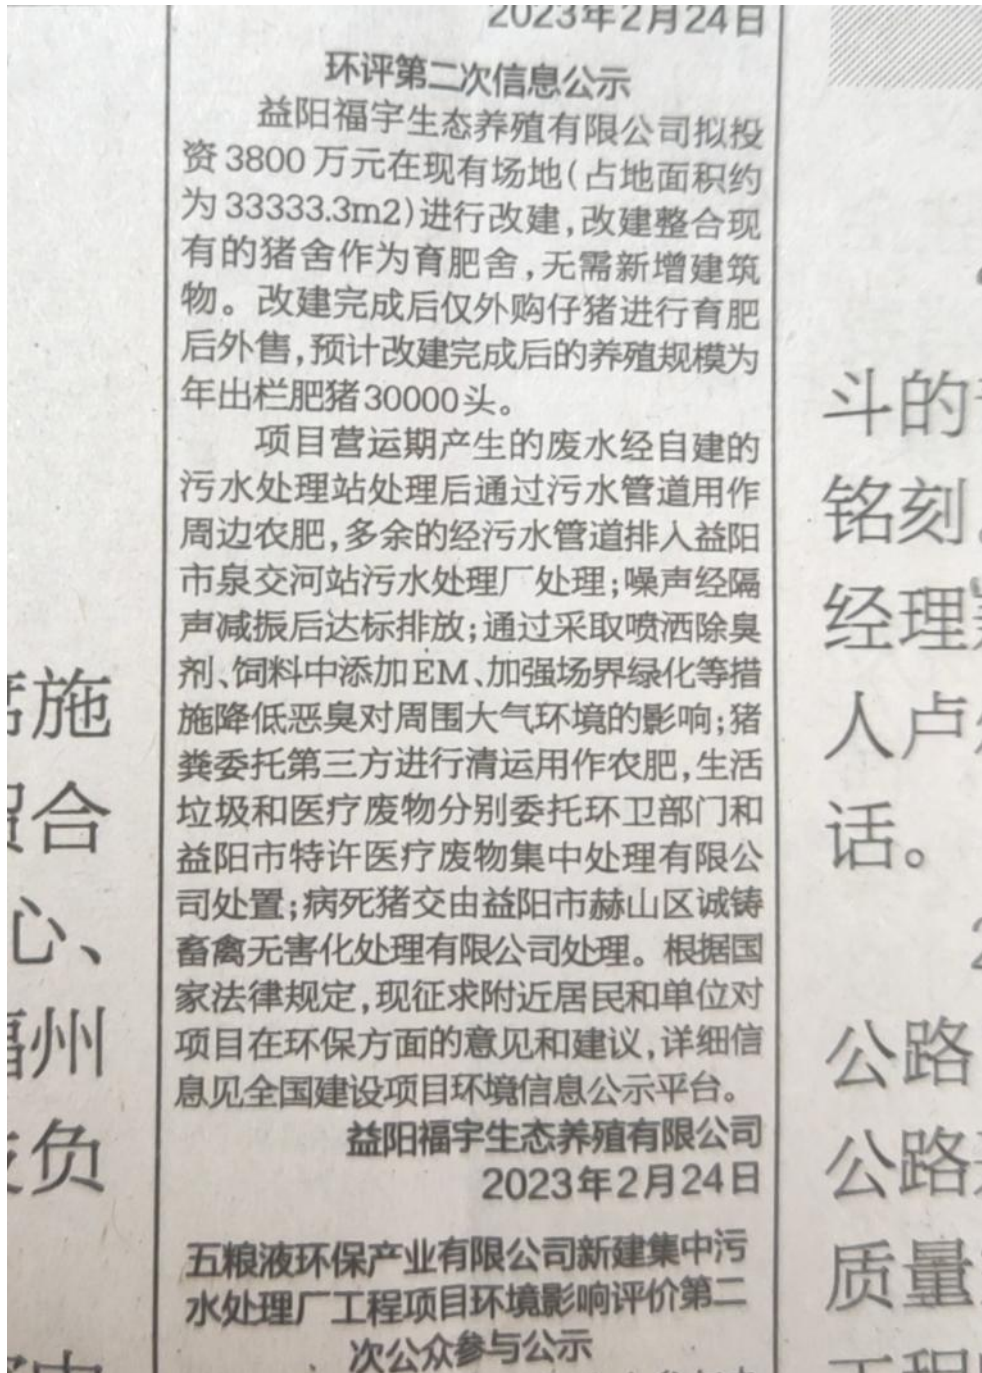 2023年2月24日
环评第二次信息公示
益阳福宇生态养殖有限公司拟投
资3800万元在现有场地(占地面积约
为33333.3m2)进行改建,改建整合现
有的猪舍作为育肥舍,无需新增建筑
物。改建完成后仅外购仔猪进行育肥
后外售,预计改建完成后的养殖规模为
年出栏肥猪30000头。
项目营运期产生的废水经自建的
污水处理站处理后通过污水管道用作
周边农肥,多余的经污水管道排入益阳
市泉交河站污水处理厂处理;噪声经隔
声减振后达标排放;通过采取喷洒除臭
剂、饲料中添加EM、加强场界绿化等措
施降低恶臭对周围大气环境的影响;猪
粪委托第三方进行清运用作农肥,生活
垃圾和医疗废物分别委托环卫部门和
益阳市特许医疗废物集中处理有限公
司处置;病死猪交由益阳市赫山区诚铸
畜禽无害化处理有限公司处理。根据国
家法律规定,现征求附近居民和单位对
项目在环保方面的意见和建议,详细信
息见全国建设项目环境信息公示平台。
益阳福宇生态养殖有限公司
2023年2月24日
五粮液环保产业有限公司新建集中污
水处理厂工程项目环境影响评价第二
次公众参与公示
施
合
心、
州
负
斗的
铭刻
经理
人卢
话。
公路
公路
质量